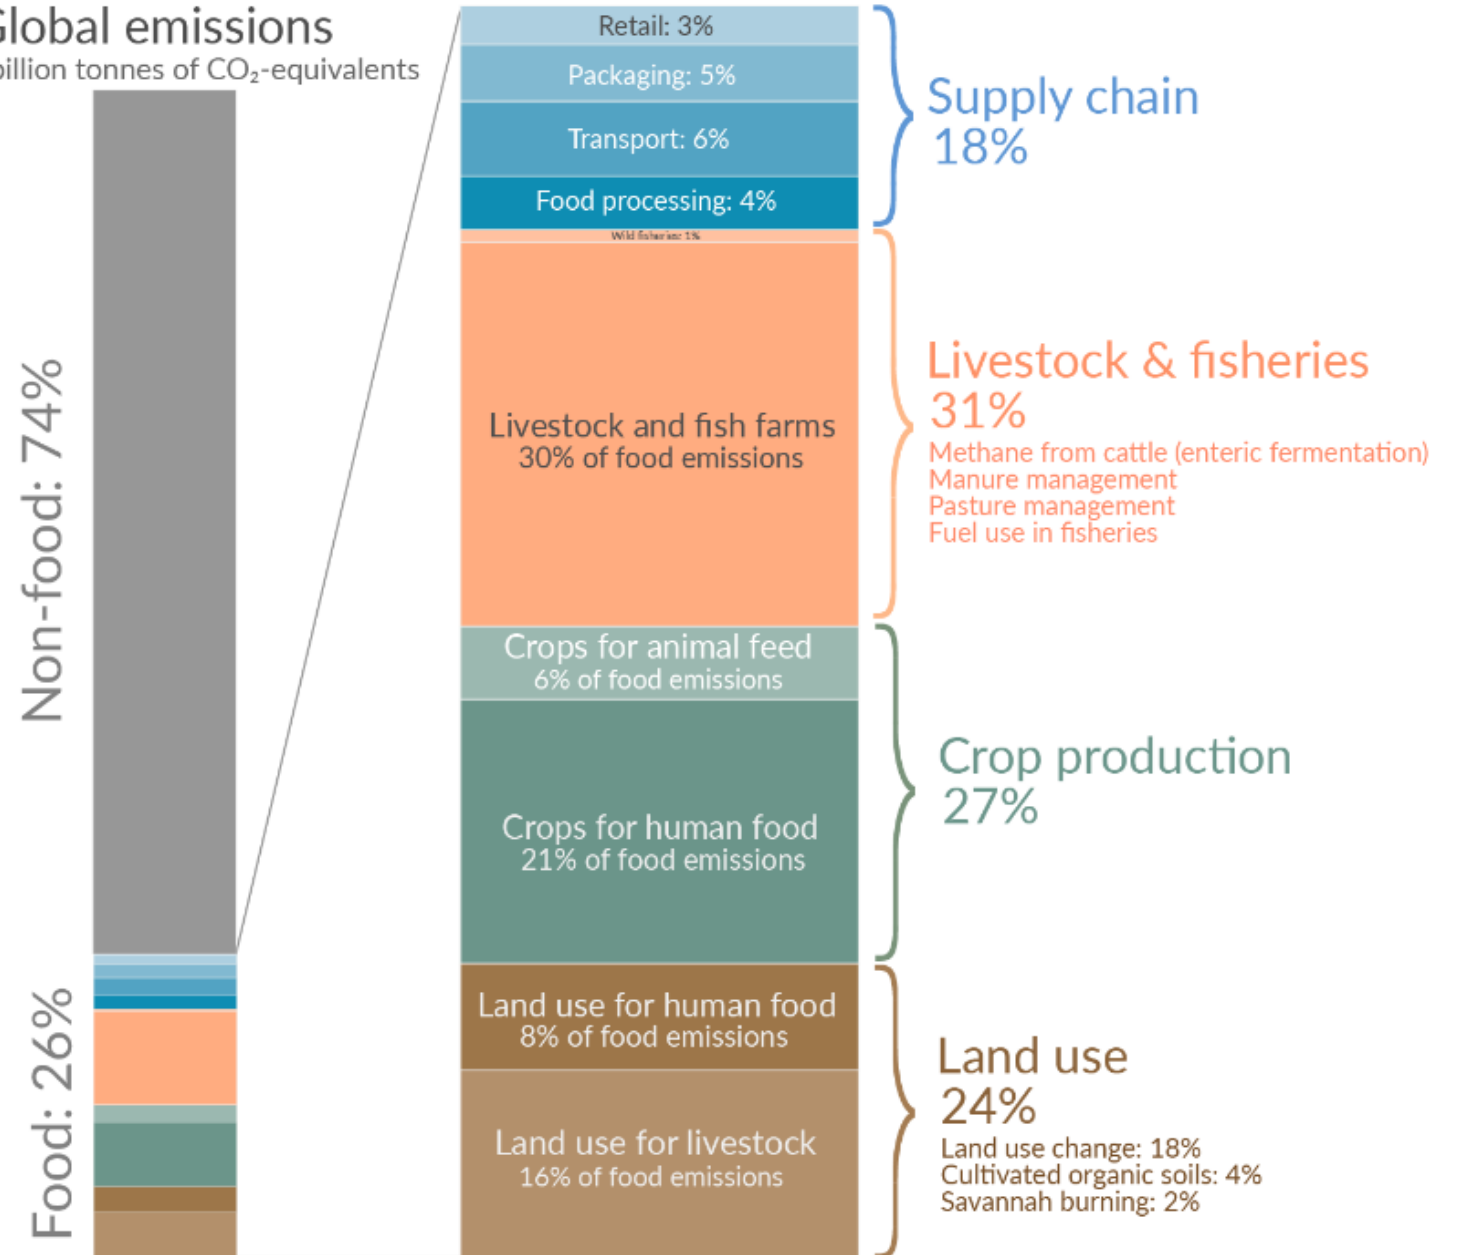 Global emissions
billion tonnes of CO₂-equivalents
Non-food: 74%
Food: 26%
Retail: 3%
Packaging: 5%
Transport: 6%
Food processing: 4%
Wild fisheries: 1%
Livestock and fish farms
30% of food emissions
Crops for animal feed
6% of food emissions
Crops for human food
21% of food emissions
Land use for human food
8% of food emissions
Land use for livestock
16% of food emissions
Supply chain
18%
Livestock & fisheries
31%
Methane from cattle (enteric fermentation)
Manure management
Pasture management
Fuel use in fisheries
Crop production
27%
Land use
24%
Land use change: 18%
Cultivated organic soils: 4%
Savannah burning: 2%